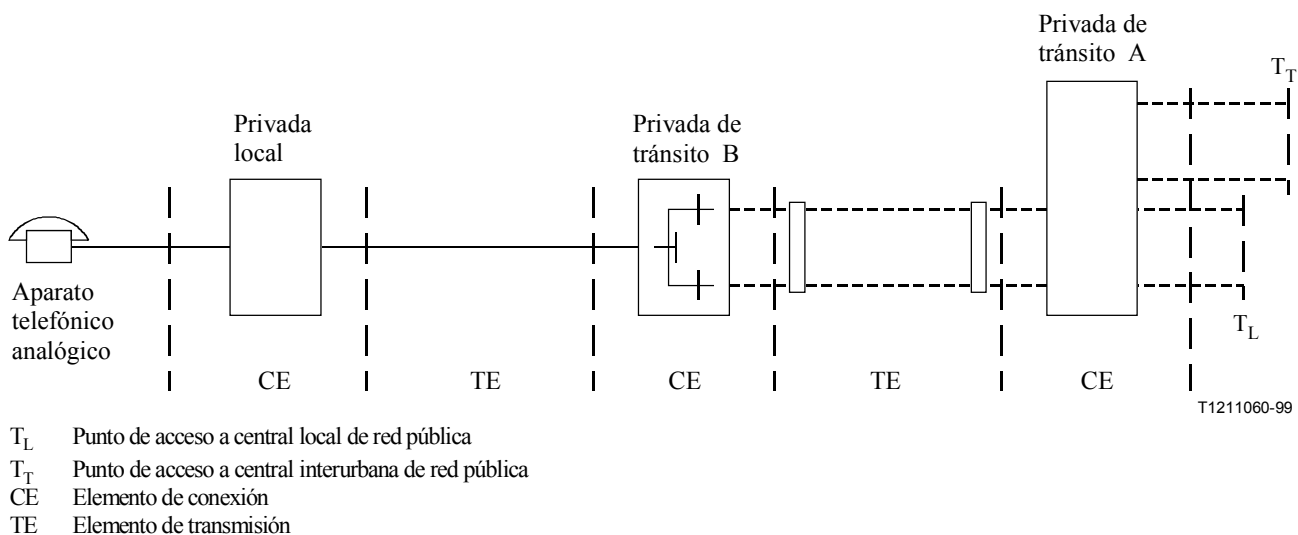 Privada de
tránsito A
T_T
Privada
local
Privada de
tránsito B
Aparato
telefónico
analógico
T_L
CE
TE
CE
TE
CE
T1211060-99
T_L Punto de acceso a central local de red pública
T_T Punto de acceso a central interurbana de red pública
CE Elemento de conexión
TE Elemento de transmisión